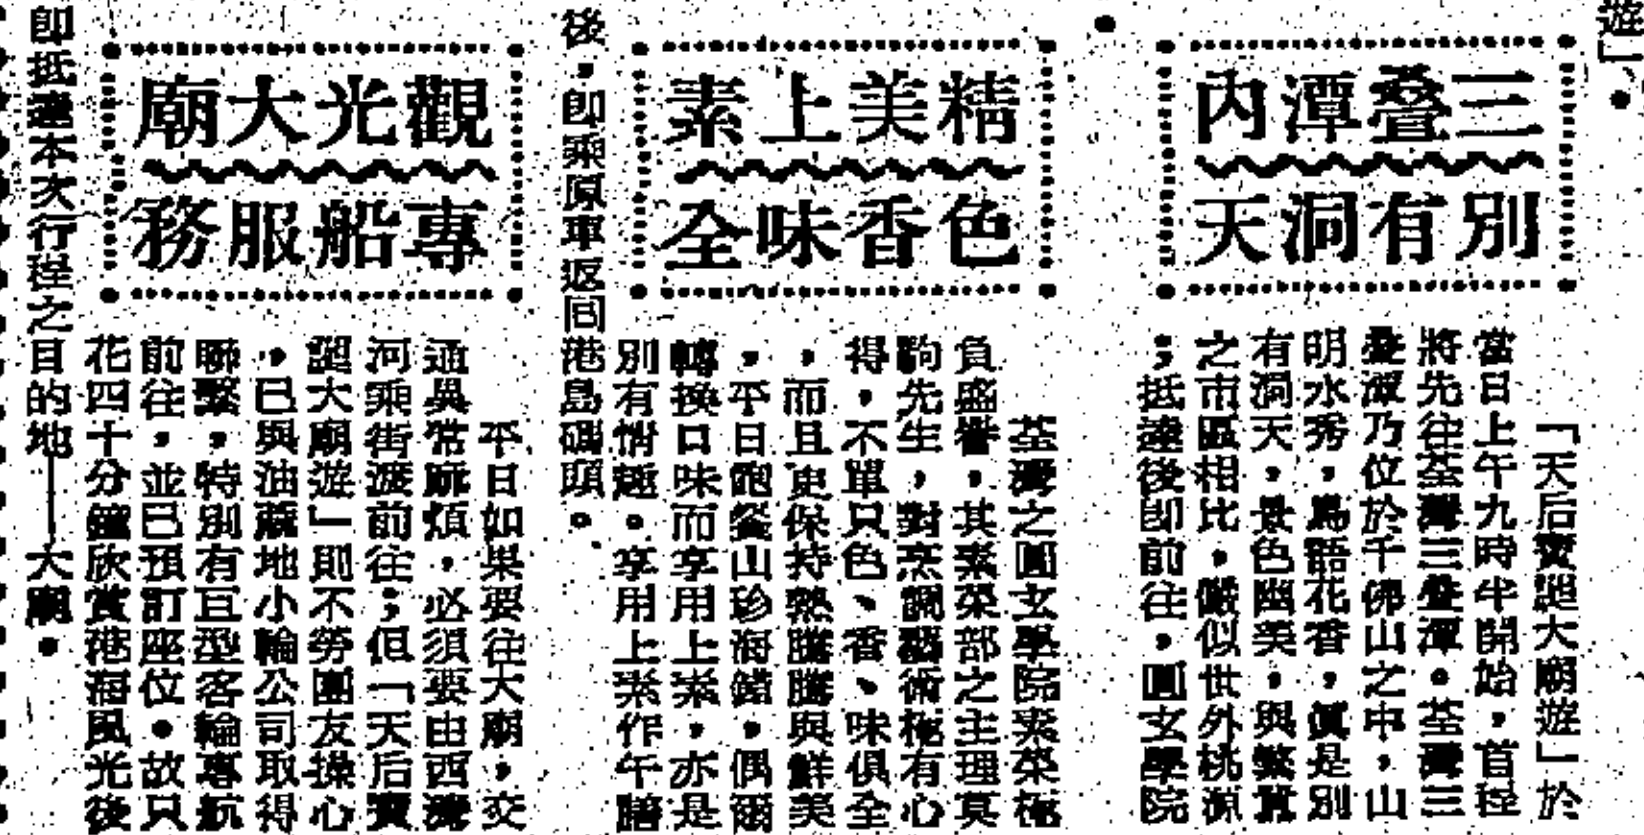 遊」。
三叠潭內
別有洞天
「天后寶誕大廟遊」於
當日上午九時半開始，首程
將先往荃灣三疊潭。荃灣三
疊潭乃位於千佛山之中，山
明水秀，鳥語花香，眞是別
有洞天，景色幽美，與繁囂
之市區相比，儼似世外桃源
；抵達後卽前往，圓玄學院
精美上素
色香味全
荃灣之圓玄學院素菜極
負盛譽，其素菜部之主理莫
駒先生，對烹調藝術極有心
得，不單只色、香、味俱全
，而且更保持熱騰騰與鮮美
，平日飽餐山珍海錯，偶爾
轉換口味而享用上素，亦是
別有情趣。享用上素作午膳
後，卽乘原車返回港島碼頭。
觀光大廟
專船服務
平日如果要往大廟，交
通異常麻煩，必須要由西灣
河乘街渡前往；但「天后寶
誕大廟遊」則不勞團友操心
，已與油蔴地小輪公司取得
聯繫，特別有巨型客輪專航
前往，並已預訂座位。故只
花四十分鐘欣賞港海風光後
卽抵達本次行程之目的地——大廟。